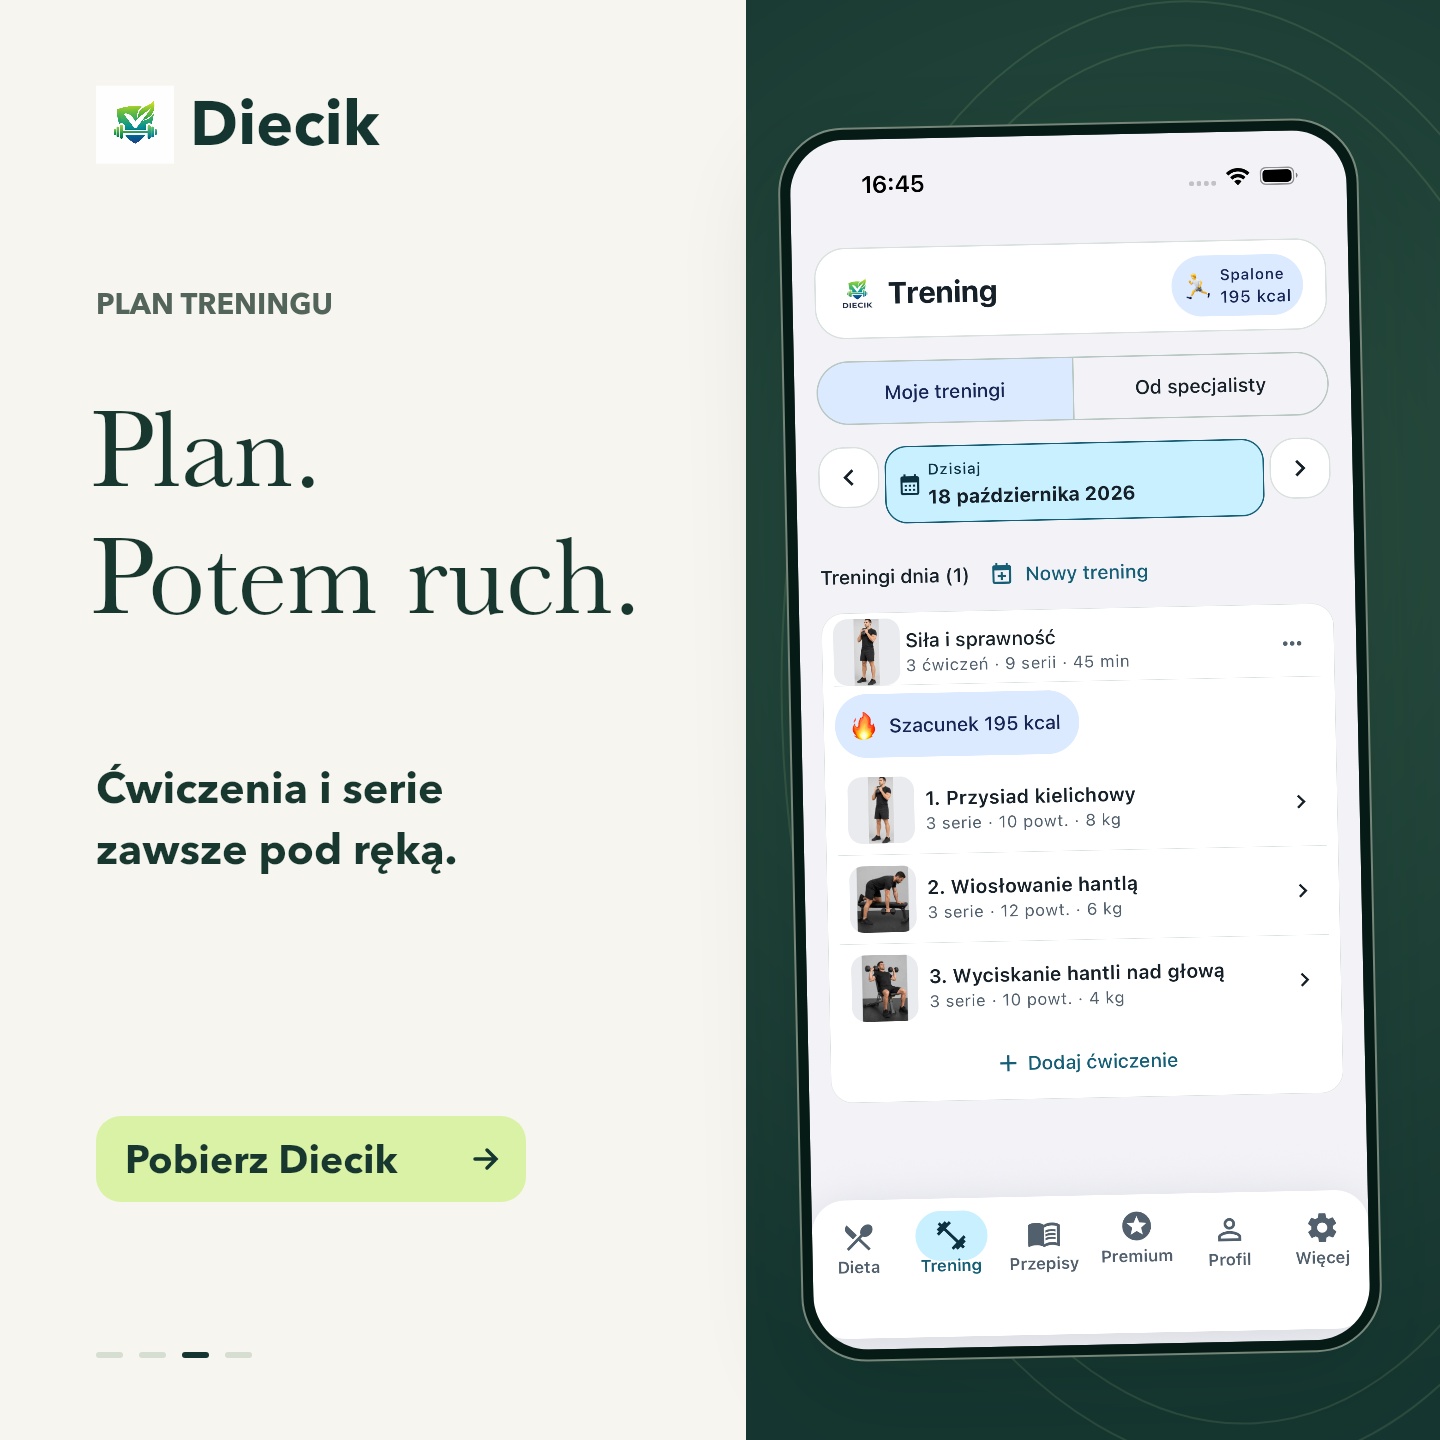 Diecik
PLAN TRENINGU
Plan.
Potem ruch.
Ćwiczenia i serie
zawsze pod ręką.
Pobierz Diecik →
16:45
DIECIK
Trening
Spalone
195 kcal
Moje treningi
Od specjalisty
Dzisiaj
18 października 2026
Treningi dnia (1)
Nowy trening
Siła i sprawność
3 ćwiczeń · 9 serii · 45 min
Szacunek 195 kcal
1. Przysiad kielichowy
3 serie · 10 powt. · 8 kg
2. Wiosłowanie hantlą
3 serie · 12 powt. · 6 kg
3. Wyciskanie hantli nad głową
3 serie · 10 powt. · 4 kg
+ Dodaj ćwiczenie
Dieta
Trening
Przepisy
Premium
Profil
Więcej